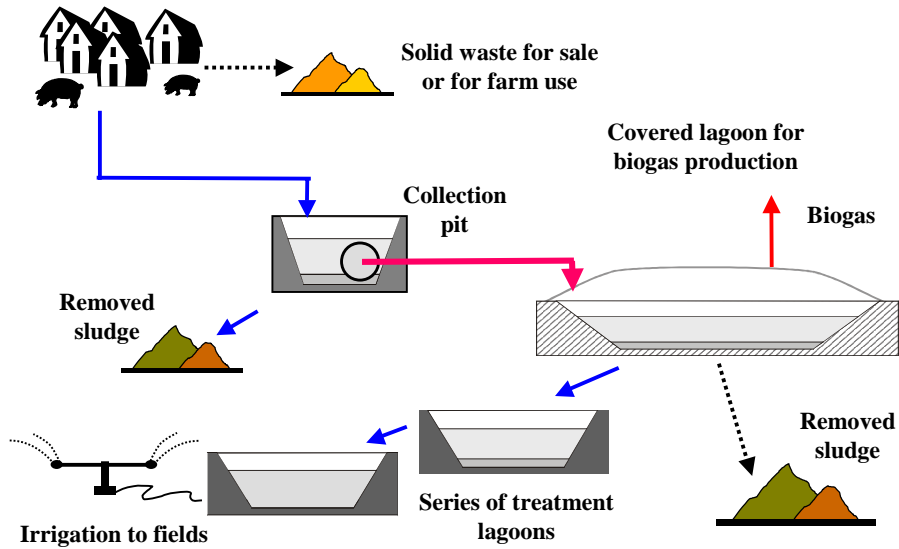 Solid waste for sale
or for farm use
Covered lagoon for
biogas production
Collection
pit
Biogas
Removed
sludge
Removed
sludge
Series of treatment
lagoons
Irrigation to fields